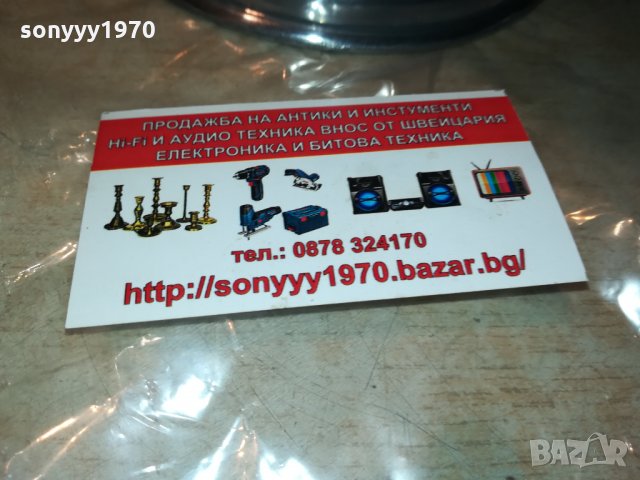 sonyyy1970
ПРОДАЖБА НА АНТИКИ И ИНСТУМЕНТИ
Hi-Fi И АУДИО ТЕХНИКА ВНОС ОТ ШВЕЙЦАРИЯ
ЕЛЕКТРОНИКА И БИТОВА ТЕХНИКА
тел.: 0878 324170
http://sonyyy1970.bazar.bg/
BAZAR